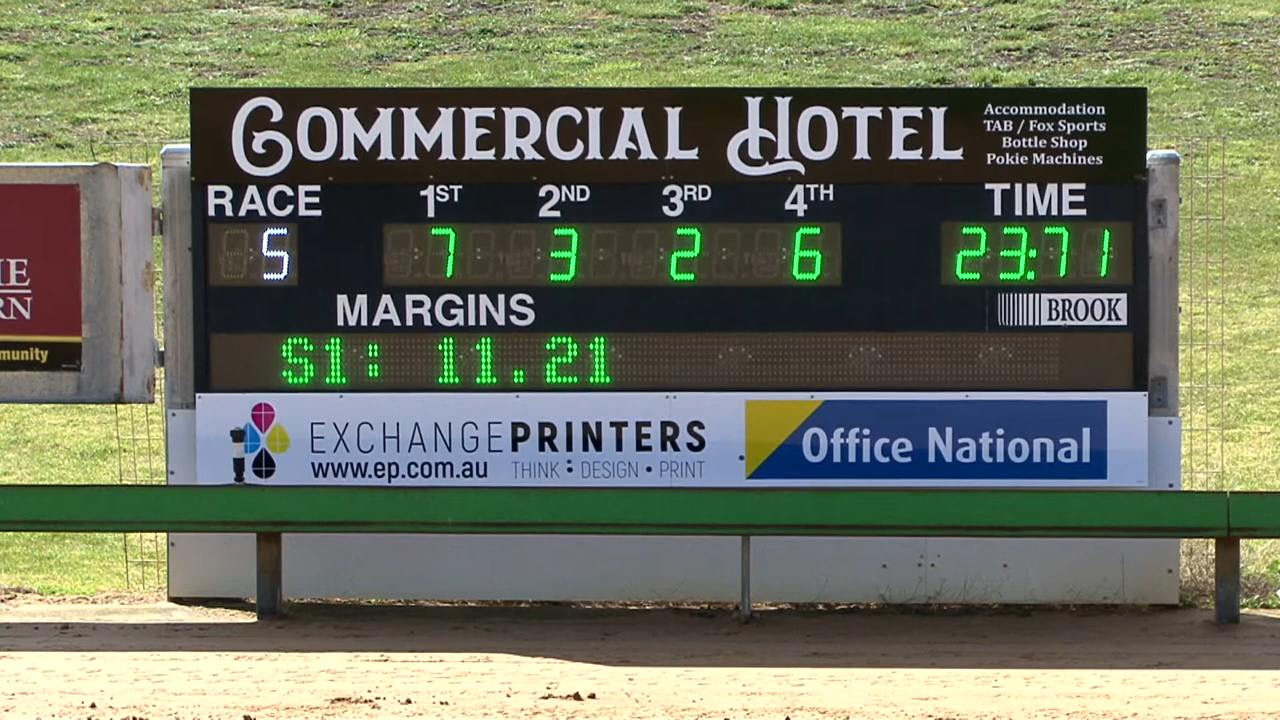 COMMERCIAL HOTEL
Accommodation
TAB / Fox Sports
Bottle Shop
Pokie Machines
RACE 1ST 2ND 3RD 4TH TIME
5 7 3 2 6 23:71
MARGINS
BROOK
S1: 11.21
EXCHANGEPRINTERS
www.ep.com.au THINK : DESIGN • PRINT
Office National